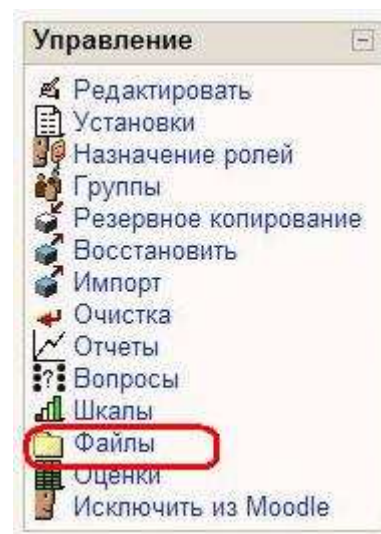 Управление
Редактировать
Установки
Назначение ролей
Группы
Резервное копирование
Восстановить
Импорт
Очистка
Отчеты
Вопросы
Шкалы
Файлы
Оценки
Исключить из Moodle